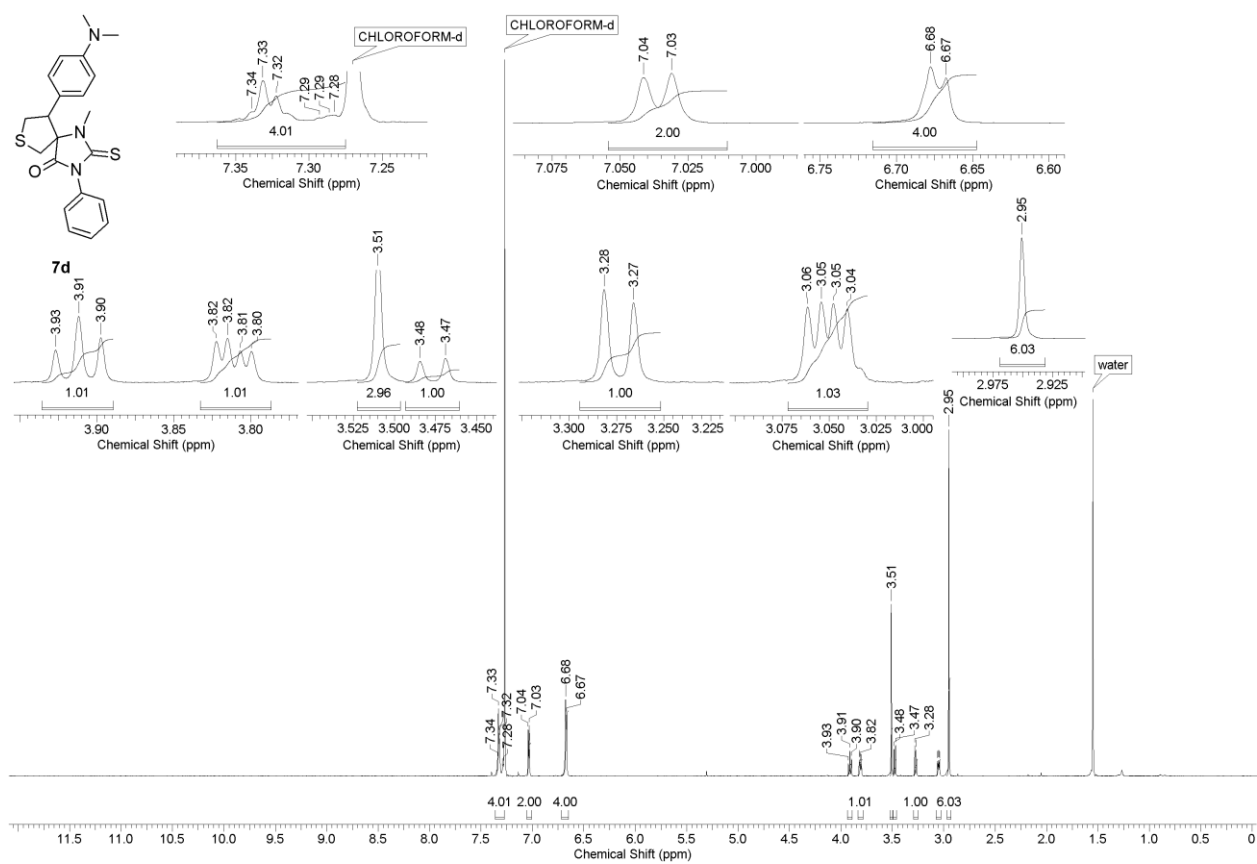 N
N
S
N
S
O
7d
CHLOROFORM-d
7.34
7.33
7.32
7.29
7.29
7.28
4.01
7.35 7.30 7.25
Chemical Shift (ppm)
CHLOROFORM-d
7.04
7.03
2.00
7.075 7.050 7.025 7.000
Chemical Shift (ppm)
6.68
6.67
4.00
6.75 6.70 6.65 6.60
Chemical Shift (ppm)
3.93
3.91
3.90
1.01
3.82
3.82
3.81
3.80
1.01
3.90 3.85 3.80
Chemical Shift (ppm)
3.51
3.48
3.47
2.96 1.00
3.525 3.500 3.475 3.450
Chemical Shift (ppm)
3.28
3.27
1.00
3.300 3.275 3.250 3.225
Chemical Shift (ppm)
3.06
3.05
3.05
3.04
1.03
3.075 3.050 3.025 3.000
Chemical Shift (ppm)
2.95
6.03
2.975 2.925
Chemical Shift (ppm)
water
7.34
7.33
7.28
7.32
7.04
7.03
6.68
6.67
3.93
3.91
3.90
3.82
3.51
3.48
3.47
3.28
2.95
4.01 2.00 4.00 1.01 1.00 6.03
11.0 10.5 10.0 9.5 9.0 8.5 8.0 7.5 7.0 6.5 6.0 5.5 5.0 4.5 4.0 3.5 3.0 2.5 2.0 1.5 1.0 0.5 0
Chemical Shift (ppm)